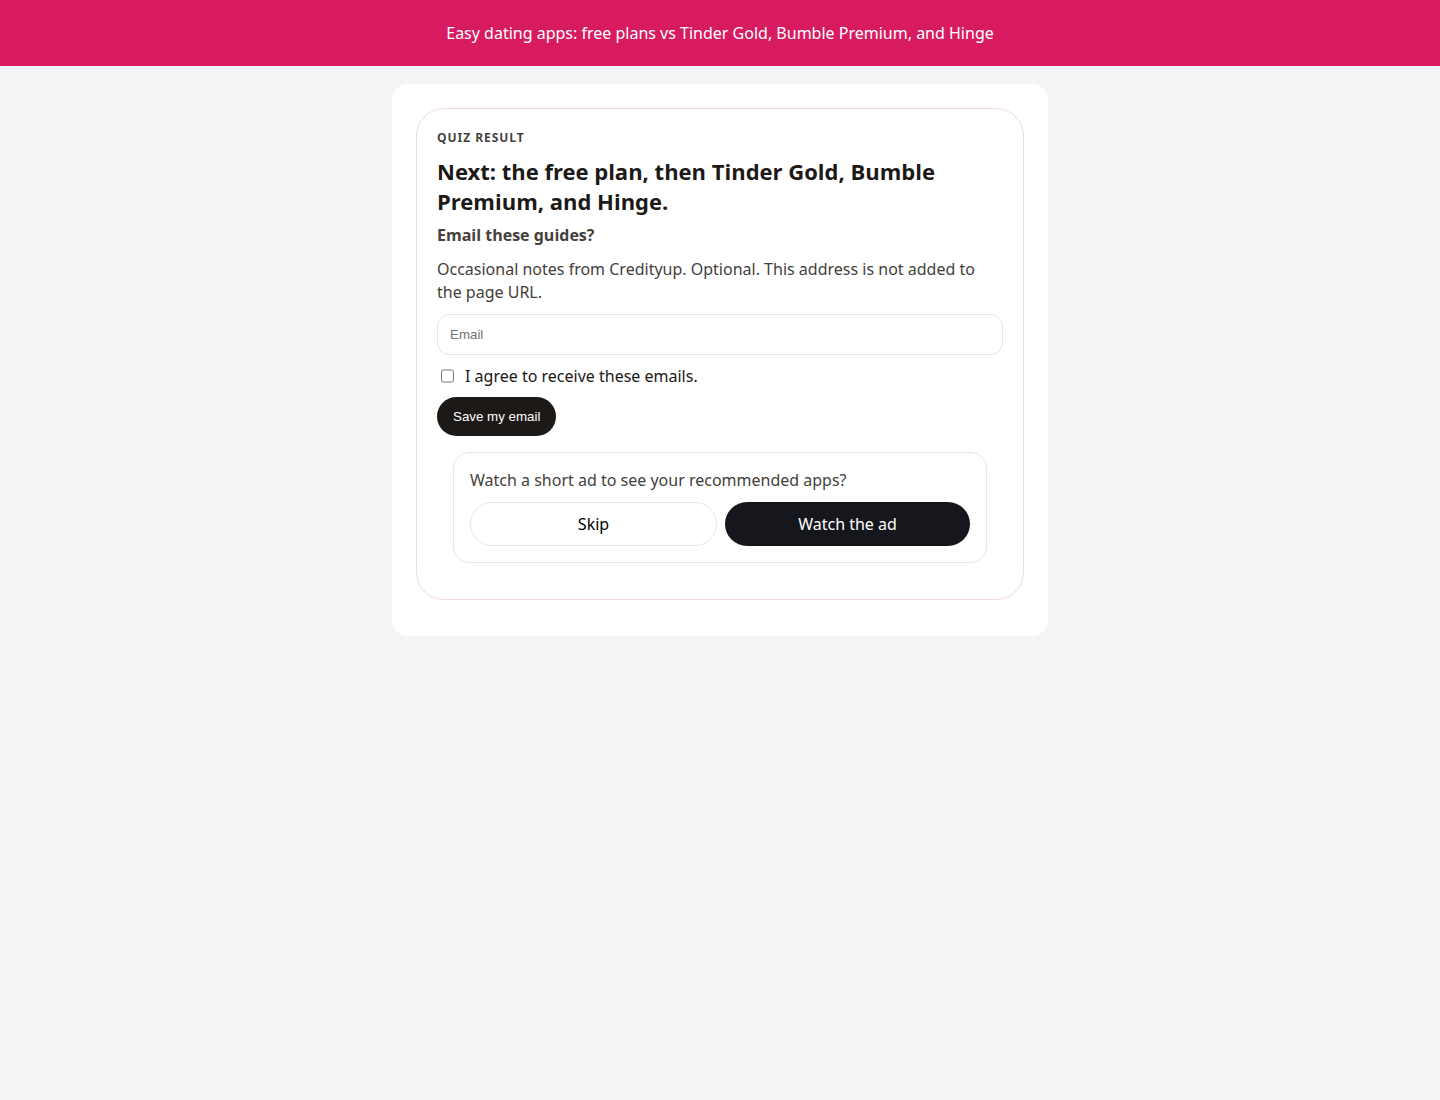 Easy dating apps: free plans vs Tinder Gold, Bumble Premium, and Hinge
QUIZ RESULT
Next: the free plan, then Tinder Gold, Bumble
Premium, and Hinge.
Email these guides?
Occasional notes from Credityup. Optional. This address is not added to
the page URL.
Email
I agree to receive these emails.
Save my email
Watch a short ad to see your recommended apps?
Skip
Watch the ad